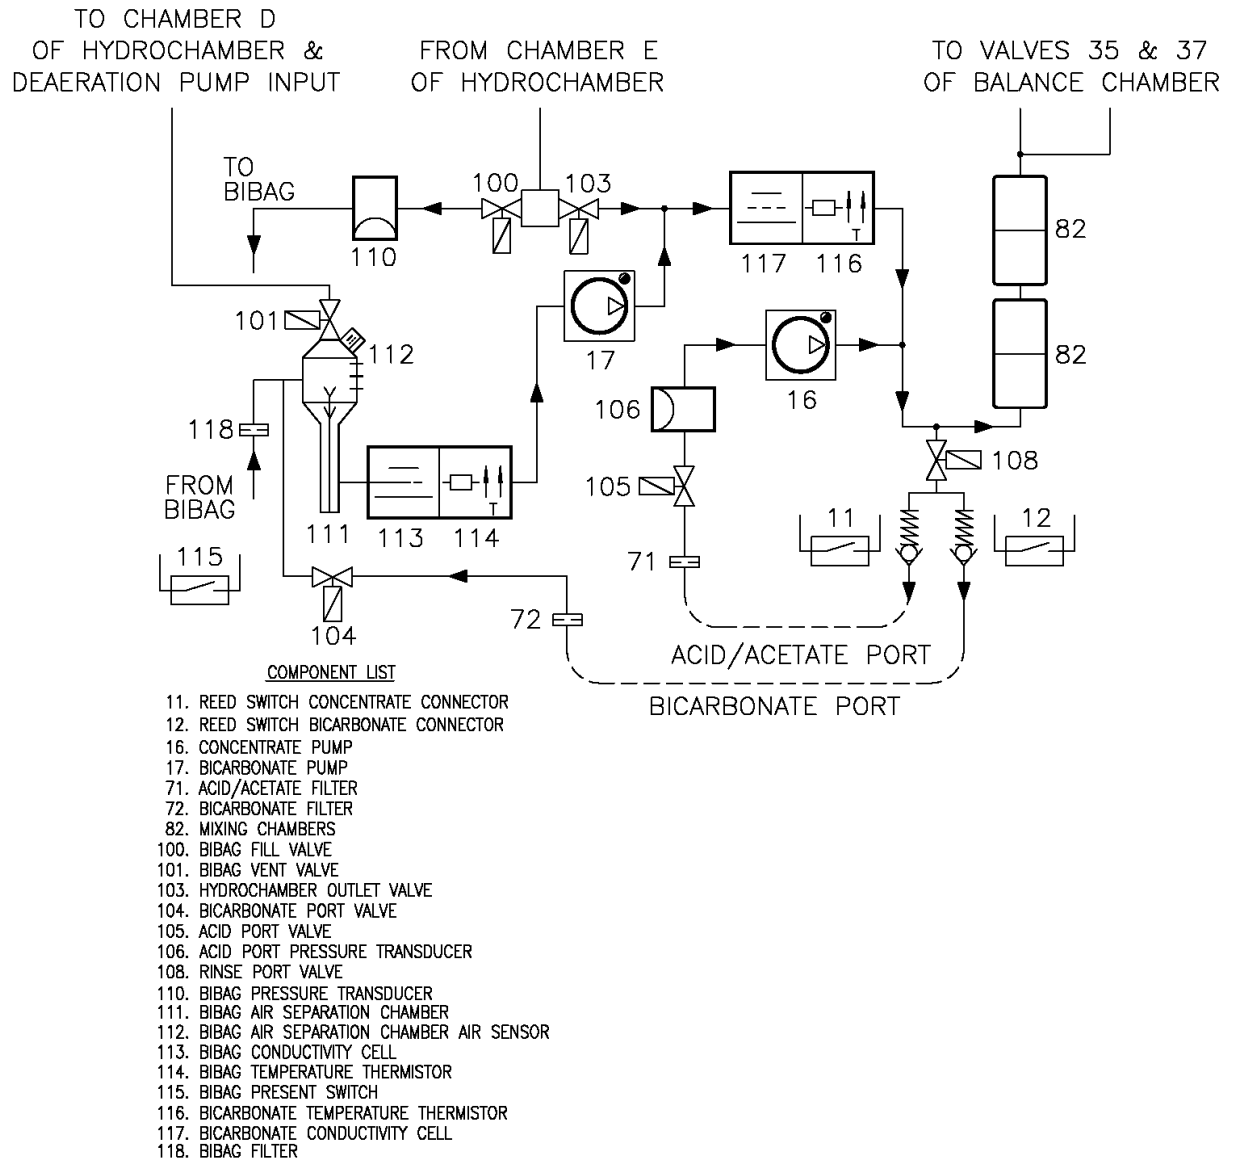 TO CHAMBER D
OF HYDROCHAMBER &
DEAERATION PUMP INPUT
FROM CHAMBER E
OF HYDROCHAMBER
TO VALVES 35 & 37
OF BALANCE CHAMBER
TO
BIBAG
100
103
110
117
116
T
82
101
112
17
16
82
106
118
FROM
BIBAG
111
113
114
T
105
108
11
12
115
71
72
104
ACID/ACETATE PORT
BICARBONATE PORT
COMPONENT LIST
11. REED SWITCH CONCENTRATE CONNECTOR
12. REED SWITCH BICARBONATE CONNECTOR
16. CONCENTRATE PUMP
17. BICARBONATE PUMP
71. ACID/ACETATE FILTER
72. BICARBONATE FILTER
82. MIXING CHAMBERS
100. BIBAG FILL VALVE
101. BIBAG VENT VALVE
103. HYDROCHAMBER OUTLET VALVE
104. BICARBONATE PORT VALVE
105. ACID PORT VALVE
106. ACID PORT PRESSURE TRANSDUCER
108. RINSE PORT VALVE
110. BIBAG PRESSURE TRANSDUCER
111. BIBAG AIR SEPARATION CHAMBER
112. BIBAG AIR SEPARATION CHAMBER AIR SENSOR
113. BIBAG CONDUCTIVITY CELL
114. BIBAG TEMPERATURE THERMISTOR
115. BIBAG PRESENT SWITCH
116. BICARBONATE TEMPERATURE THERMISTOR
117. BICARBONATE CONDUCTIVITY CELL
118. BIBAG FILTER